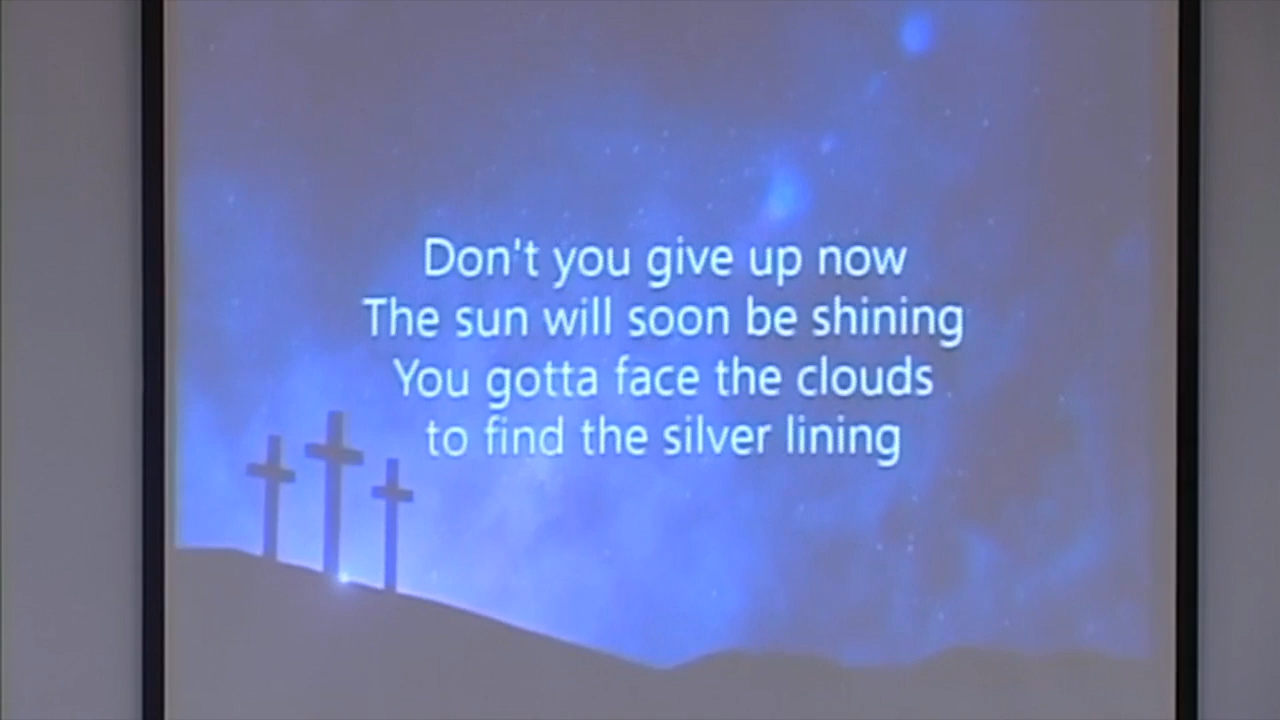 Don't you give up now
The sun will soon be shining
You gotta face the clouds
to find the silver lining